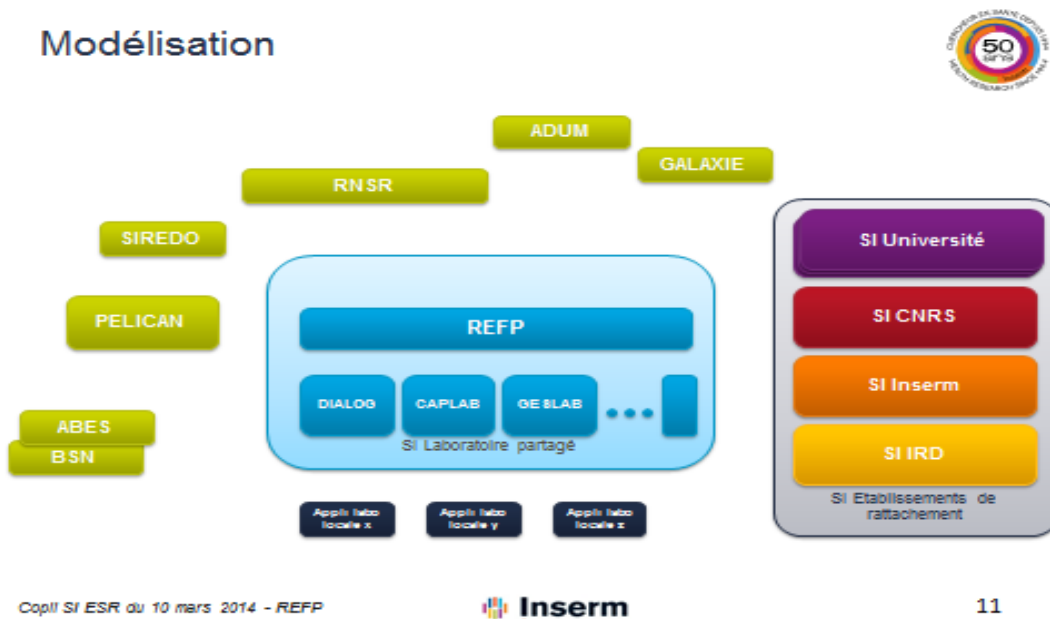 Modélisation
50
ans
ADUM
GALAXIE
RNSR
SIREDO
PELICAN
ABES
BSN
REFP
DIALOG
CAPLAB
GESLAB
SI Laboratoire partagé
Appli labo
locale x
Appli labo
locale y
Appli labo
locale z
SI Université
SI CNRS
SI Inserm
SI IRD
SI Etablissements de
rattachement
Copil SI ESR du 10 mars 2014 - REFP
Inserm
11